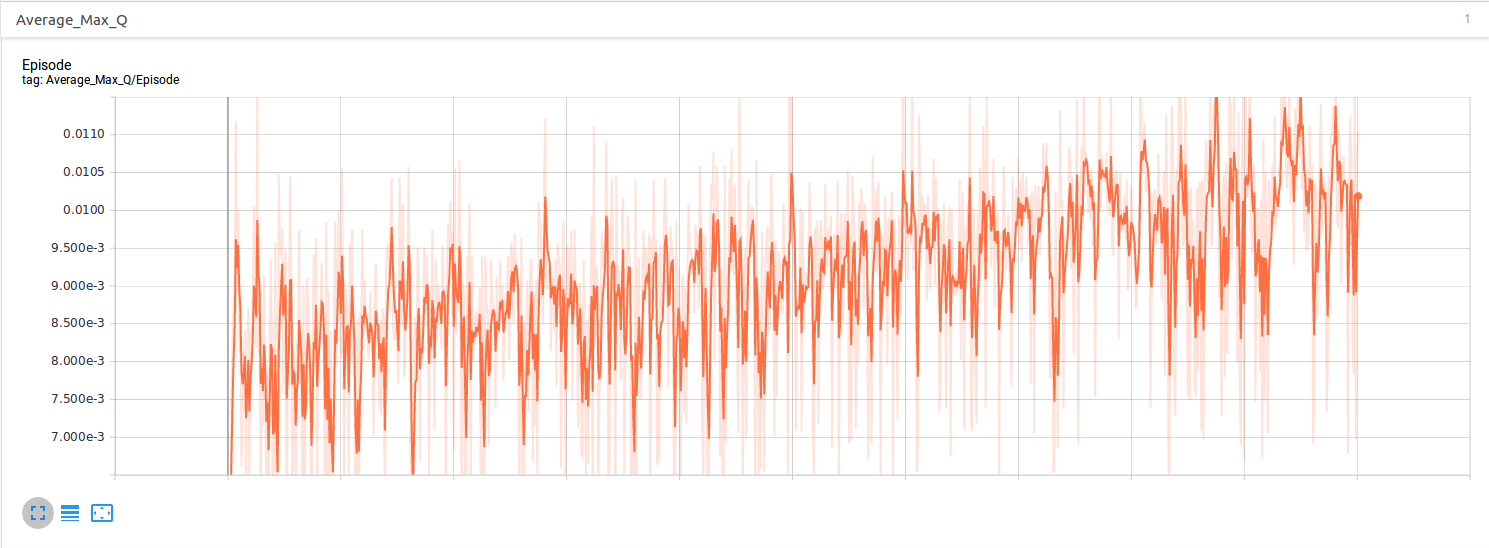 Average_Max_Q 1
Episode
tag: Average_Max_Q/Episode
0.0110
0.0105
0.0100
9.500e-3
9.000e-3
8.500e-3
8.000e-3
7.500e-3
7.000e-3